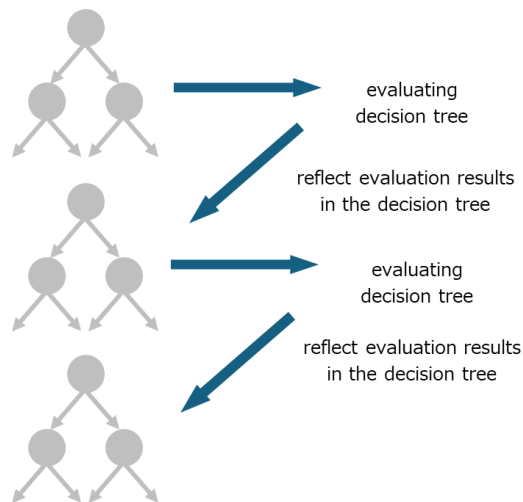 evaluating
decision tree
reflect evaluation results
in the decision tree
evaluating
decision tree
reflect evaluation results
in the decision tree